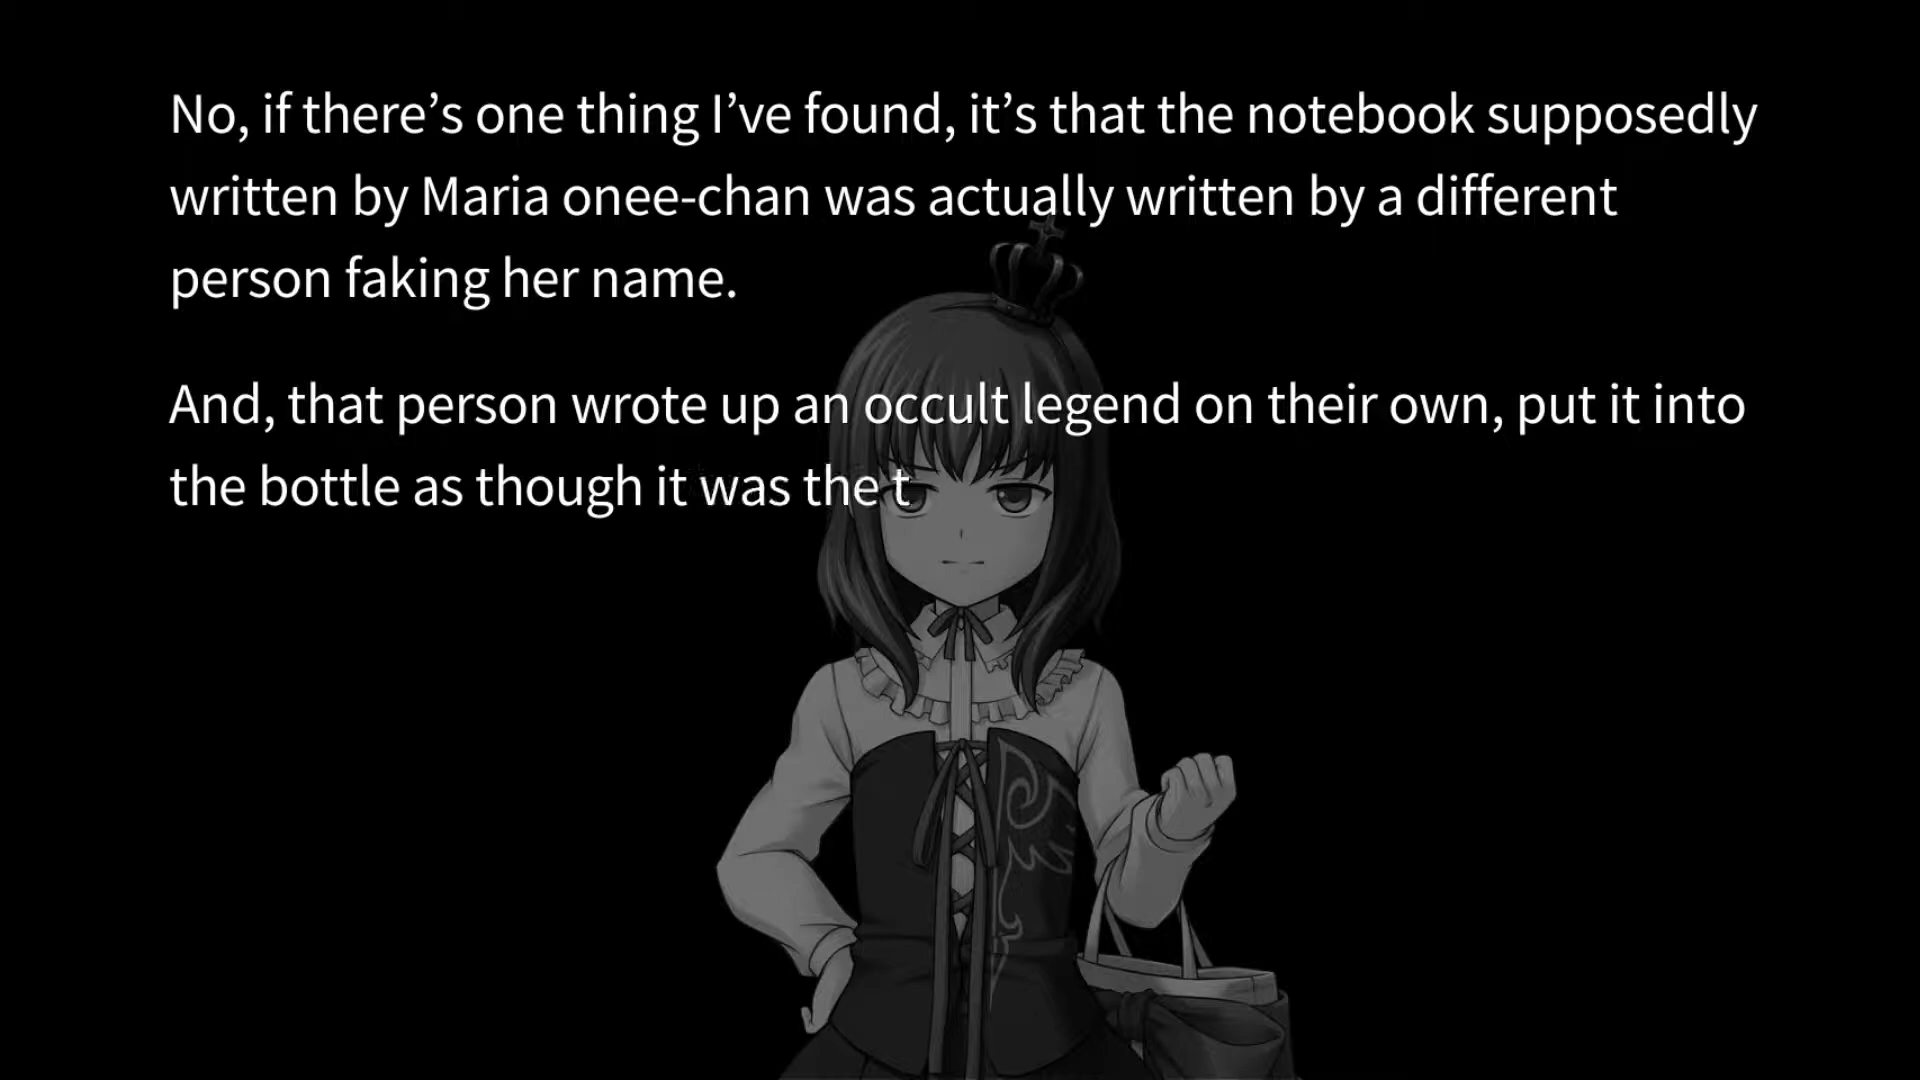 No, if there’s one thing I’ve found, it’s that the notebook supposedly
written by Maria onee-chan was actually written by a different
person faking her name.
And, that person wrote up an occult legend on their own, put it into
the bottle as though it was the t